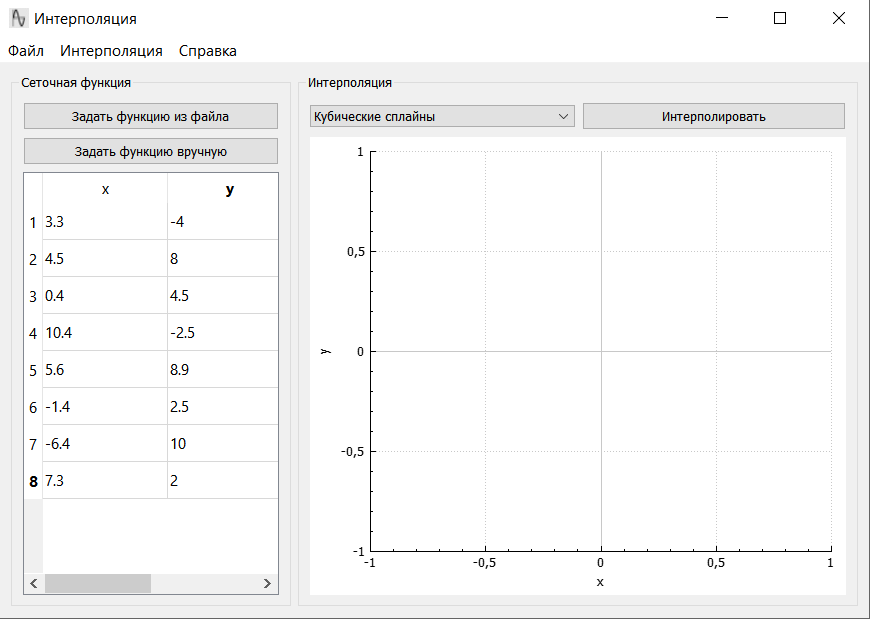 Интерполяция
Файл Интерполяция Справка
Сеточная функция
Задать функцию из файла
Задать функцию вручную
x y
1 3.3 -4
2 4.5 8
3 0.4 4.5
4 10.4 -2.5
5 5.6 8.9
6 -1.4 2.5
7 -6.4 10
8 7.3 2
Интерполяция
Кубические сплайны
Интерполировать
1
0,5
0
-0,5
-1
y
-1 -0,5 0 0,5 1
x